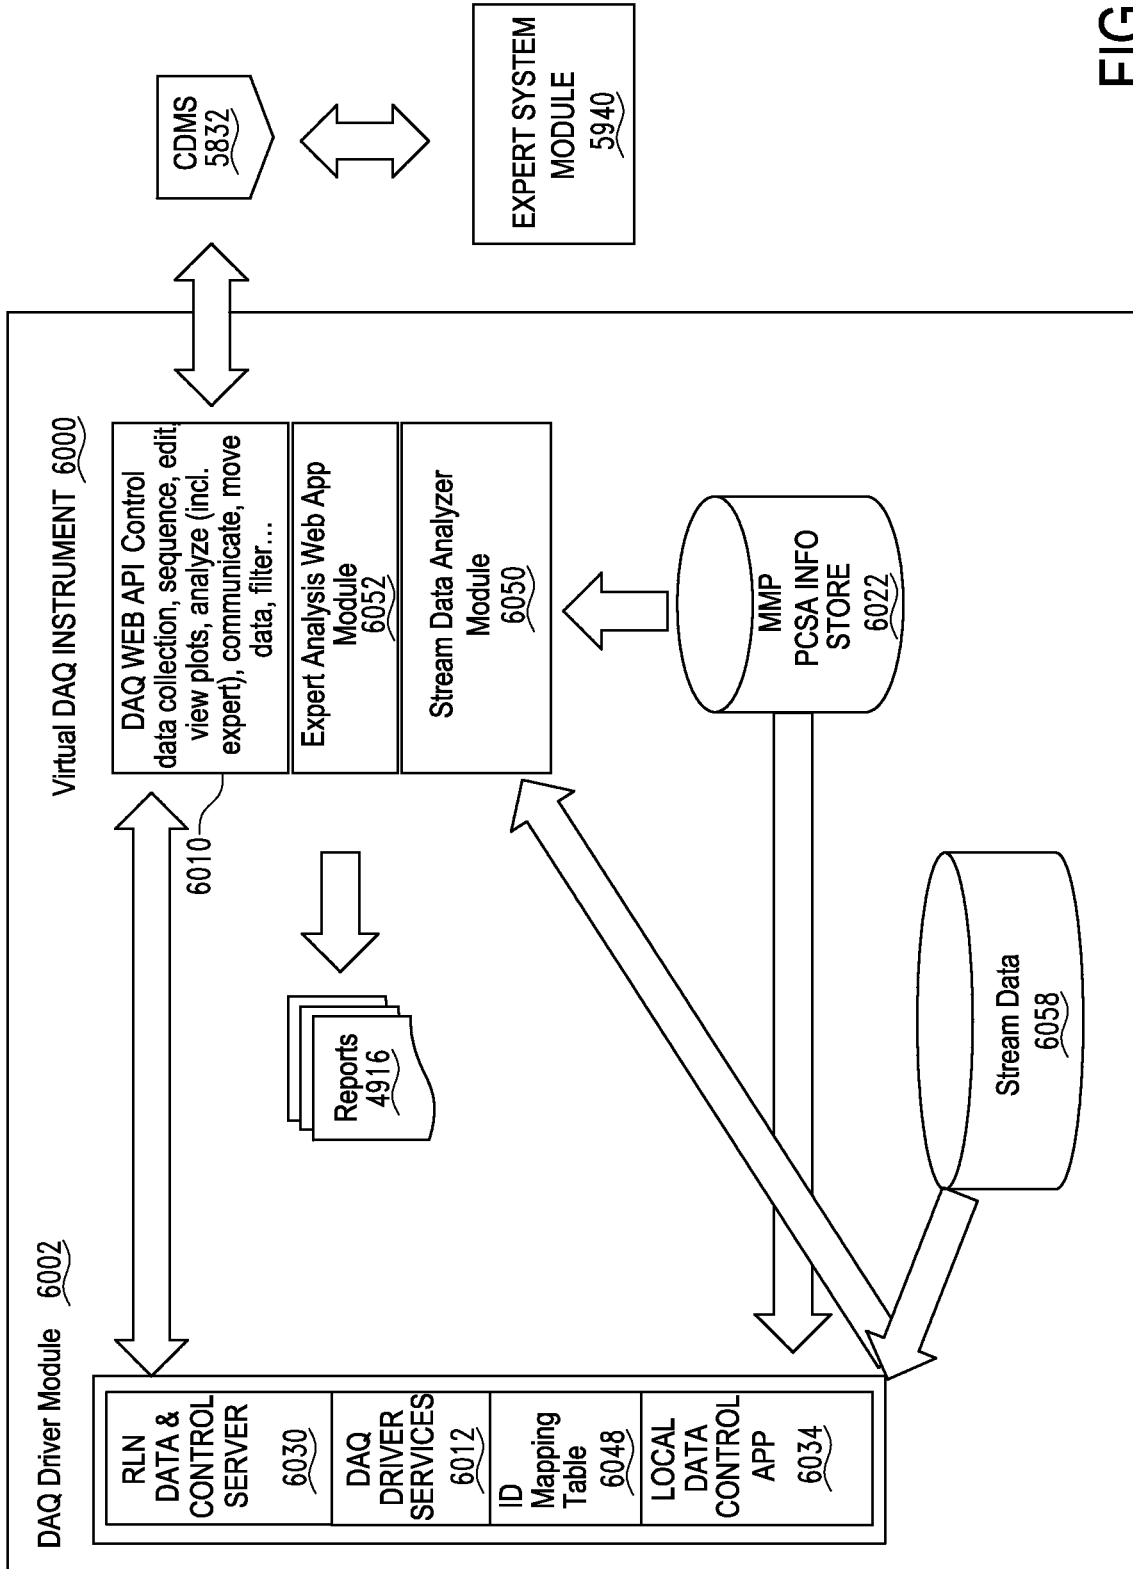 DAQ Driver Module 6002
RLN
DATA &
CONTROL
SERVER
6030
DAQ
DRIVER
SERVICES
6012
ID
Mapping
Table
6048
LOCAL
DATA
CONTROL
APP
6034
Reports
4916
Stream Data
6058
Virtual DAQ INSTRUMENT 6000
6010
DAQ WEB API Control
data collection, sequence, edit,
view plots, analyze (incl.
expert), communicate, move
data, filter...
Expert Analysis Web App
Module
6052
Stream Data Analyzer
Module
6050
MMP
PCSA INFO
STORE
6022
CDMS
5832
EXPERT SYSTEM
MODULE
5940
FIG